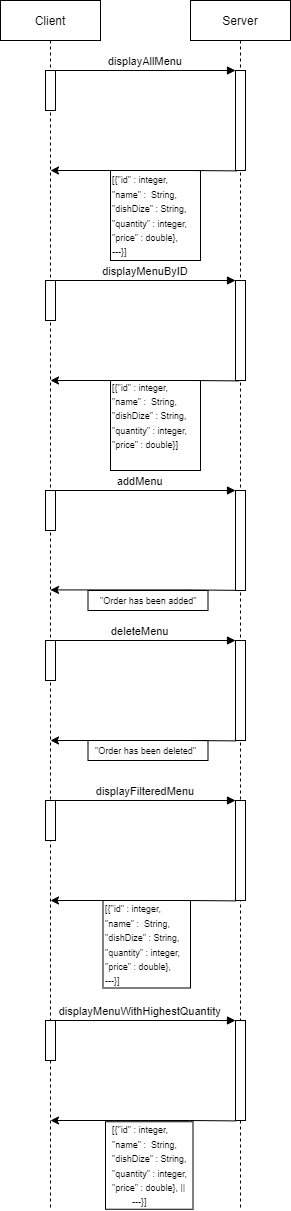 Client
Server
displayAllMenu
[{"id" : integer,
"name" :  String,
"dishDize" : String,
"quantity" : integer,
"price" : double},
---}]
displayMenuByID
[{"id" : integer,
"name" :  String,
"dishDize" : String,
"quantity" : integer,
"price" : double}]
addMenu
"Order has been added"
deleteMenu
"Order has been deleted"
displayFilteredMenu
[{"id" : integer,
"name" :  String,
"dishDize" : String,
"quantity" : integer,
"price" : double},
---}]
displayMenuWithHighestQuantity
[{"id" : integer,
"name" :  String,
"dishDize" : String,
"quantity" : integer,
"price" : double}, ||
---}]